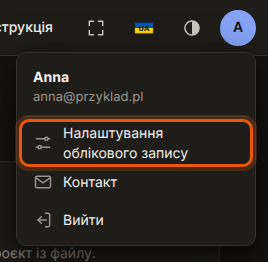 струкція
UA
A
Anna
anna@przyklad.pl
Налаштування
облікового запису
Контакт
Вийти
роєкт із файлу.